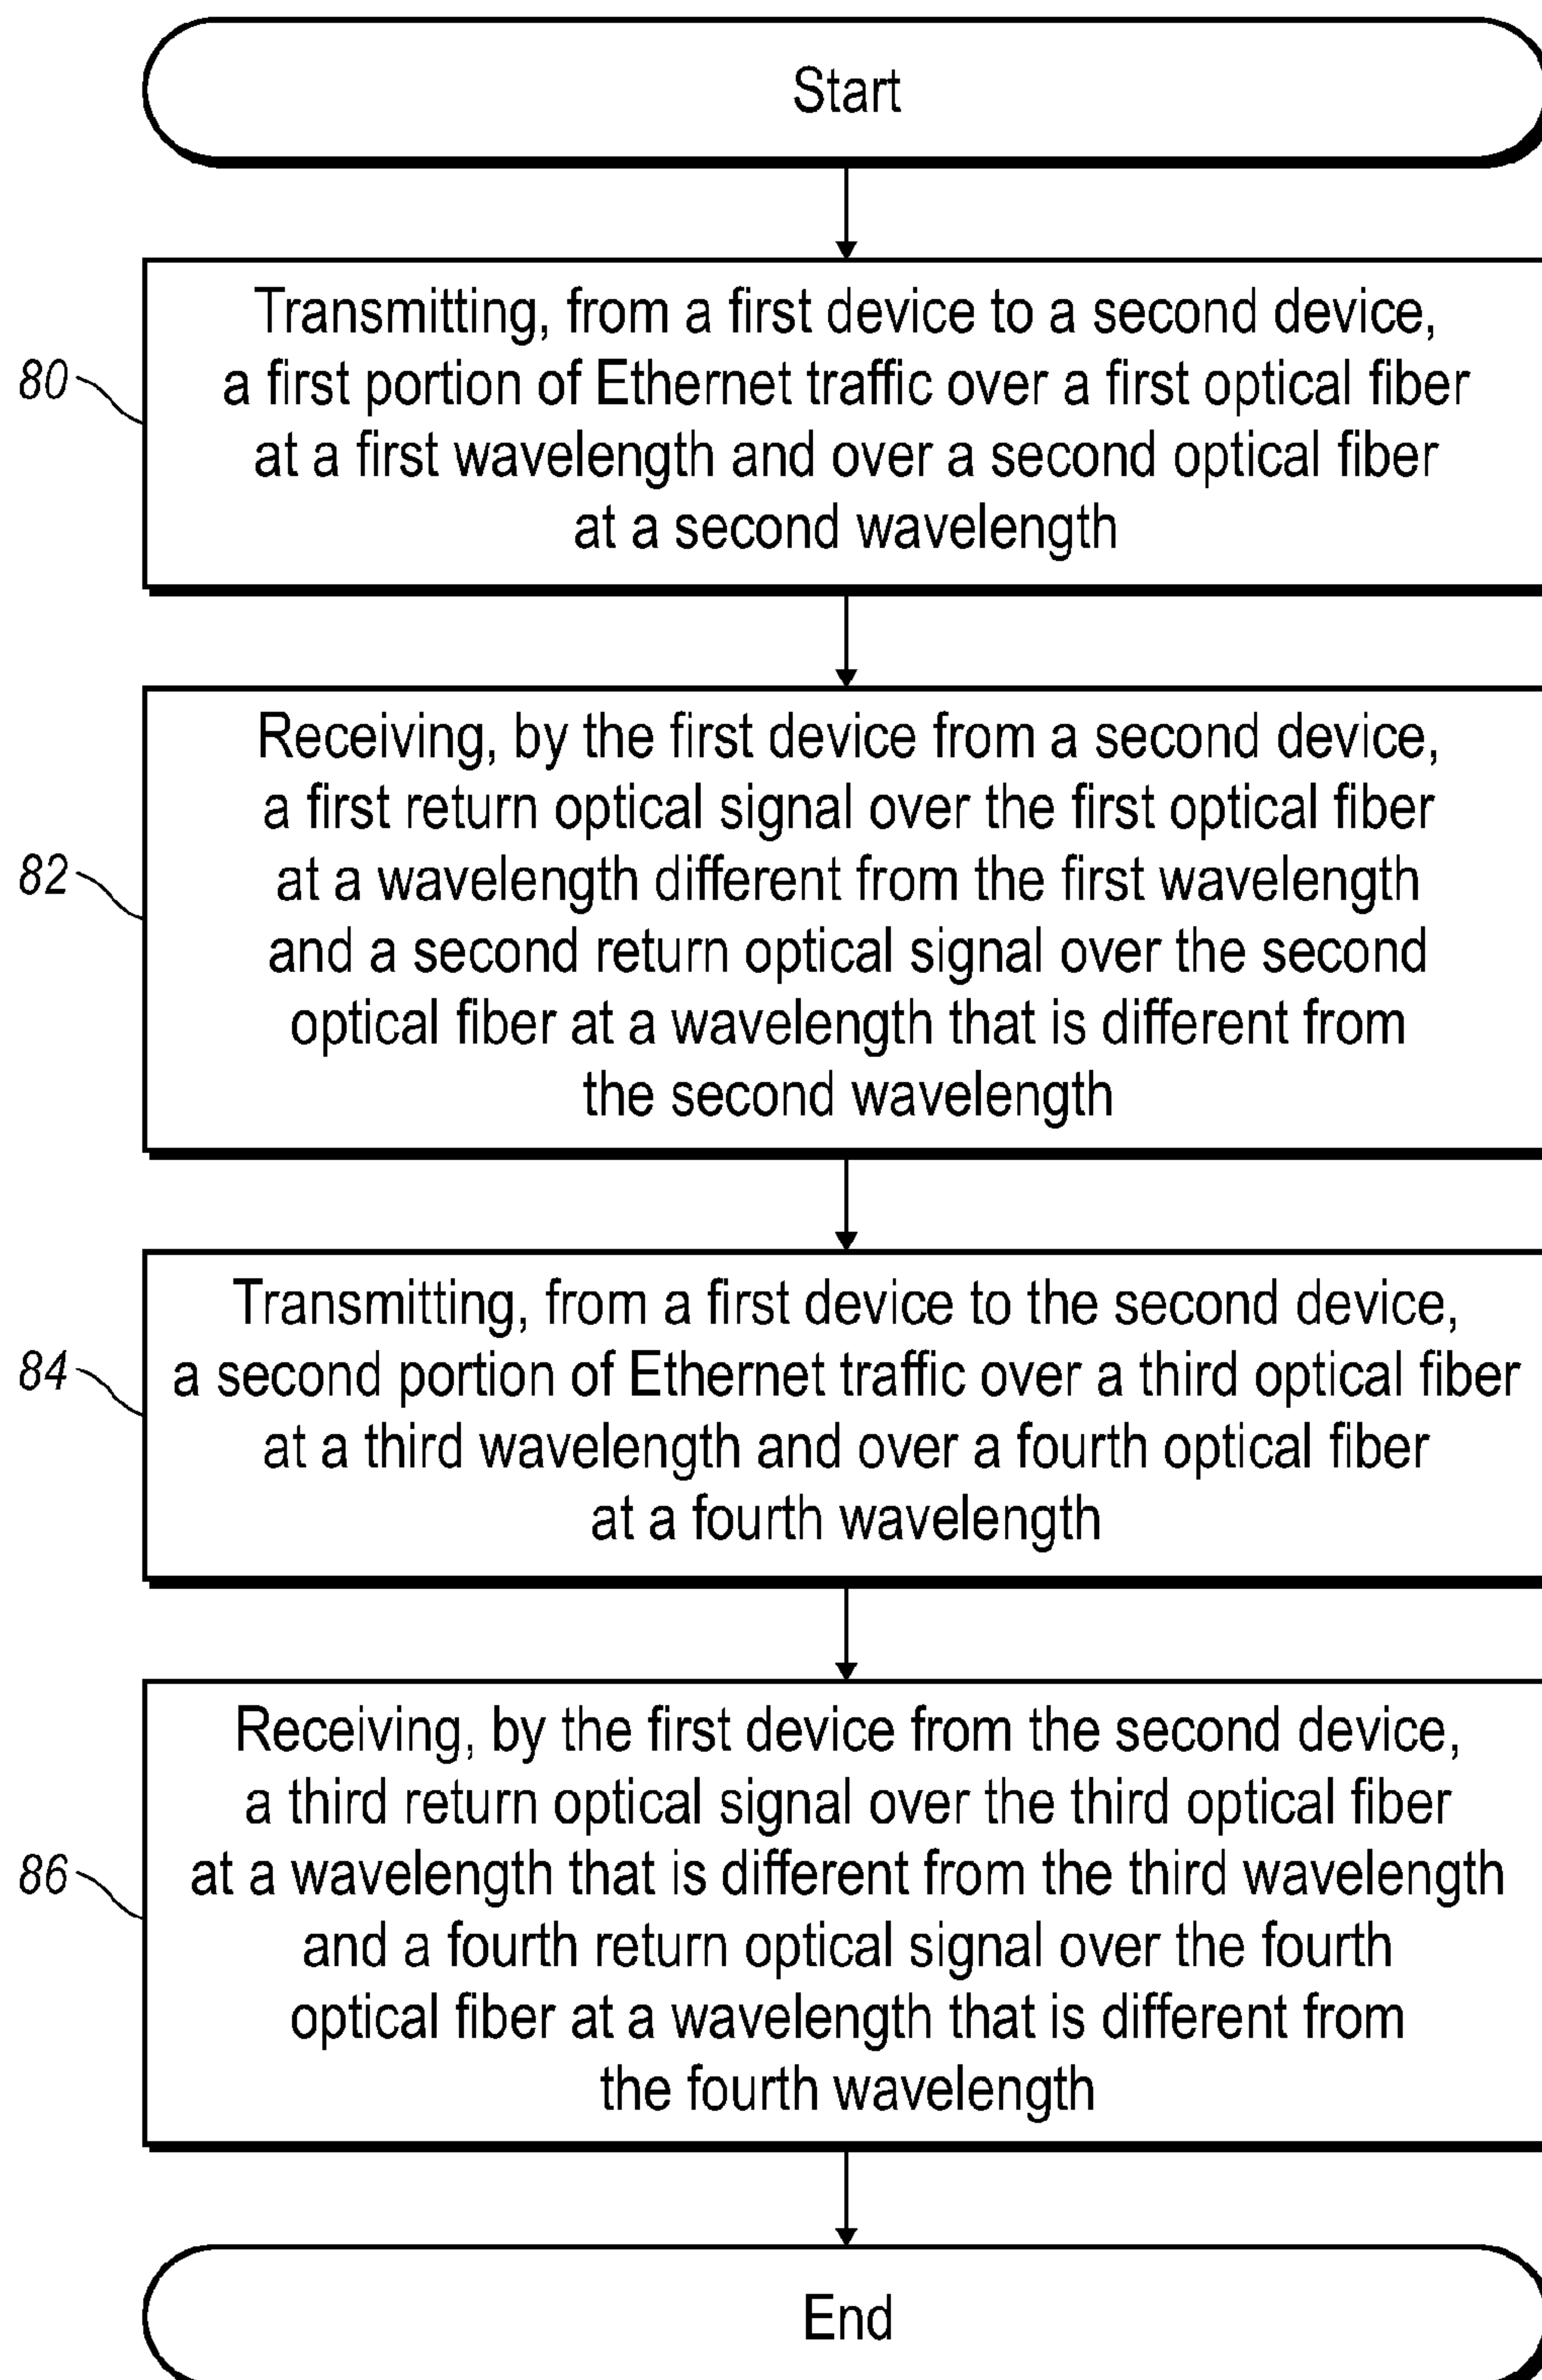 Start
Transmitting, from a first device to a second device,
a first portion of Ethernet traffic over a first optical fiber
at a first wavelength and over a second optical fiber
at a second wavelength
80
Receiving, by the first device from a second device,
a first return optical signal over the first optical fiber
at a wavelength different from the first wavelength
and a second return optical signal over the second
optical fiber at a wavelength that is different from
the second wavelength
82
Transmitting, from a first device to the second device,
a second portion of Ethernet traffic over a third optical fiber
at a third wavelength and over a fourth optical fiber
at a fourth wavelength
84
Receiving, by the first device from the second device,
a third return optical signal over the third optical fiber
at a wavelength that is different from the third wavelength
and a fourth return optical signal over the fourth
optical fiber at a wavelength that is different from
the fourth wavelength
86
End